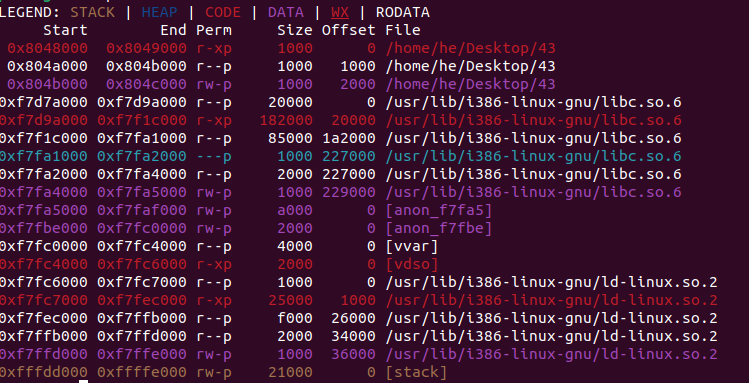 LEGEND: STACK | HEAP | CODE | DATA | WX | RODATA
Start End Perm Size Offset File
0x8048000 0x8049000 r-xp 1000 0 /home/he/Desktop/43
0x804a000 0x804b000 r--p 1000 1000 /home/he/Desktop/43
0x804b000 0x804c000 rw-p 1000 2000 /home/he/Desktop/43
0xf7d7a000 0xf7d9a000 r--p 20000 0 /usr/lib/i386-linux-gnu/libc.so.6
0xf7d9a000 0xf7f1c000 r-xp 182000 20000 /usr/lib/i386-linux-gnu/libc.so.6
0xf7f1c000 0xf7fa1000 r--p 85000 1a2000 /usr/lib/i386-linux-gnu/libc.so.6
0xf7fa1000 0xf7fa2000 ---p 1000 227000 /usr/lib/i386-linux-gnu/libc.so.6
0xf7fa2000 0xf7fa4000 r--p 2000 227000 /usr/lib/i386-linux-gnu/libc.so.6
0xf7fa4000 0xf7fa5000 rw-p 1000 229000 /usr/lib/i386-linux-gnu/libc.so.6
0xf7fa5000 0xf7faf000 rw-p a000 0 [anon_f7fa5]
0xf7fbe000 0xf7fc0000 rw-p 2000 0 [anon_f7fbe]
0xf7fc0000 0xf7fc4000 r--p 4000 0 [vvar]
0xf7fc4000 0xf7fc6000 r-xp 2000 0 [vdso]
0xf7fc6000 0xf7fc7000 r--p 1000 0 /usr/lib/i386-linux-gnu/ld-linux.so.2
0xf7fc7000 0xf7fec000 r-xp 25000 1000 /usr/lib/i386-linux-gnu/ld-linux.so.2
0xf7fec000 0xf7ffb000 r--p f000 26000 /usr/lib/i386-linux-gnu/ld-linux.so.2
0xf7ffb000 0xf7ffd000 r--p 2000 34000 /usr/lib/i386-linux-gnu/ld-linux.so.2
0xf7ffd000 0xf7ffe000 rw-p 1000 36000 /usr/lib/i386-linux-gnu/ld-linux.so.2
0xfffdd000 0xffffe000 rw-p 21000 0 [stack]